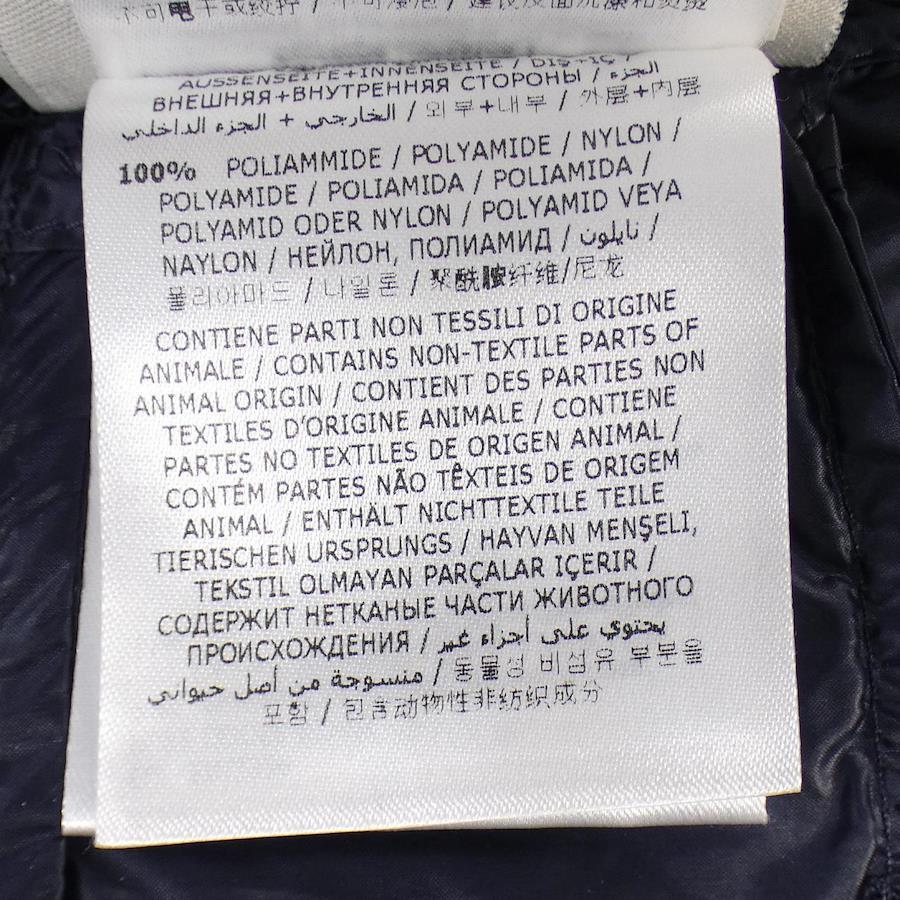 AUSSENSEITE+INNENSEITE / DIŞ+İÇ /
ВНЕШНЯЯ+ВНУТРЕННЯЯ СТОРОНЫ / الجزء
الخارجي + الجزء الداخلي / 외부+내부 / 外层+内层
100% POLIAMMIDE / POLYAMIDE / NYLON /
POLYAMIDE / POLIAMIDA / POLIAMIDA /
POLYAMID ODER NYLON / POLYAMID VEYA
NAYLON / НЕЙЛОН, ПОЛИАМИД / نايلون /
폴리아마드 / 나일론 / 聚酰胺纤维/尼龙
CONTIENE PARTI NON TESSILI DI ORIGINE
ANIMALE / CONTAINS NON-TEXTILE PARTS OF
ANIMAL ORIGIN / CONTIENT DES PARTIES NON
TEXTILES D'ORIGINE ANIMALE / CONTIENE
PARTES NO TEXTILES DE ORIGEN ANIMAL /
CONTÉM PARTES NÃO TÊXTEIS DE ORIGEM
ANIMAL / ENTHÄLT NICHTTEXTILE TEILE
TIERISCHEN URSPRUNGS / HAYVAN MENŞELİ,
TEKSTIL OLMAYAN PARÇALAR IÇERIR /
СОДЕРЖИТ НЕТКАНЫЕ ЧАСТИ ЖИВОТНОГО
ПРОИСХОЖДЕНИЯ / يحتوي على أجزاء غير
منسوجة من أصل حيواني / 동물성 비섬유 부분을
포함 / 包含动物性非纺织成分